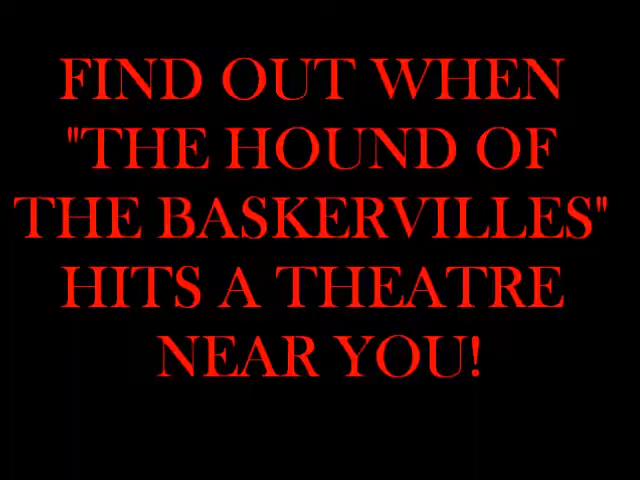 FIND OUT WHEN
"THE HOUND OF
THE BASKERVILLES"
HITS A THEATRE
NEAR YOU!